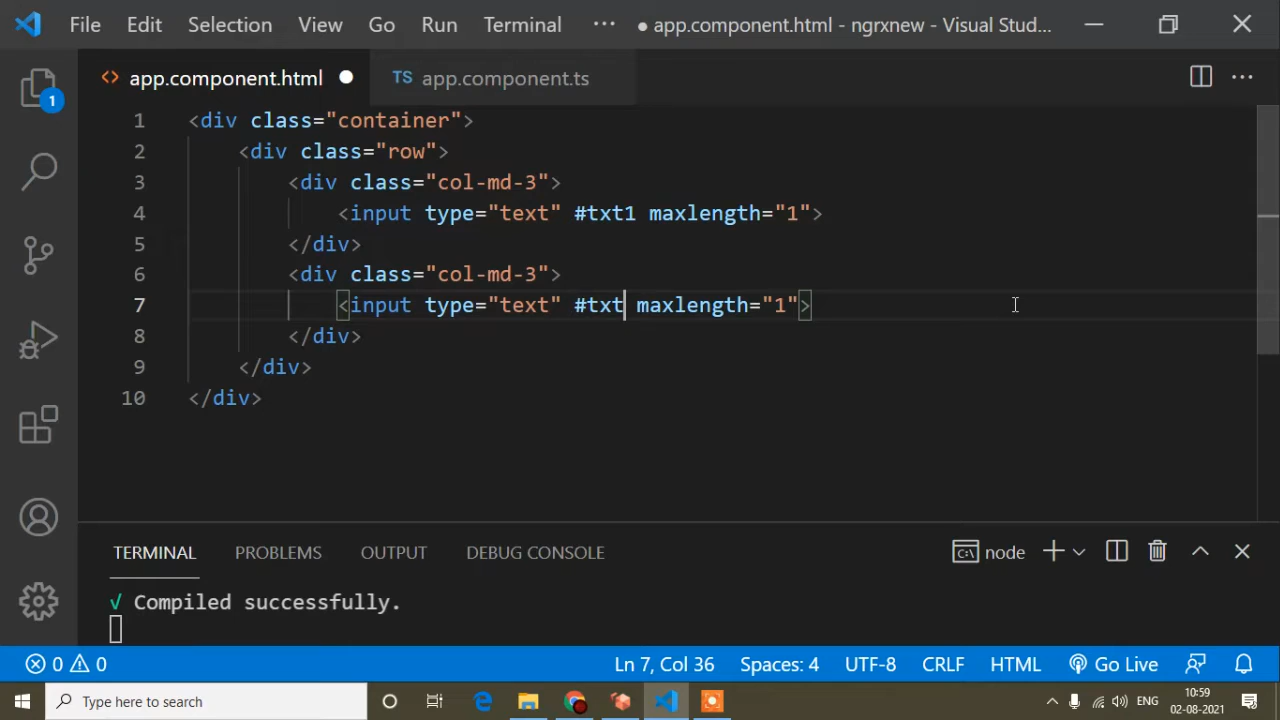 File Edit Selection View Go Run Terminal ··· ● app.component.html - ngrxnew - Visual Stud...
<> app.component.html ● TS app.component.ts ···
1 <div class="container">
2 <div class="row">
3 <div class="col-md-3">
4 <input type="text" #txt1 maxlength="1">
5 </div>
6 <div class="col-md-3">
7 <input type="text" #txt maxlength="1">
8 </div>
9 </div>
10 </div>
1
TERMINAL PROBLEMS OUTPUT DEBUG CONSOLE node
√ Compiled successfully.
0 0 Ln 7, Col 36 Spaces: 4 UTF-8 CRLF HTML Go Live
Type here to search ENG 10:59
02-08-2021